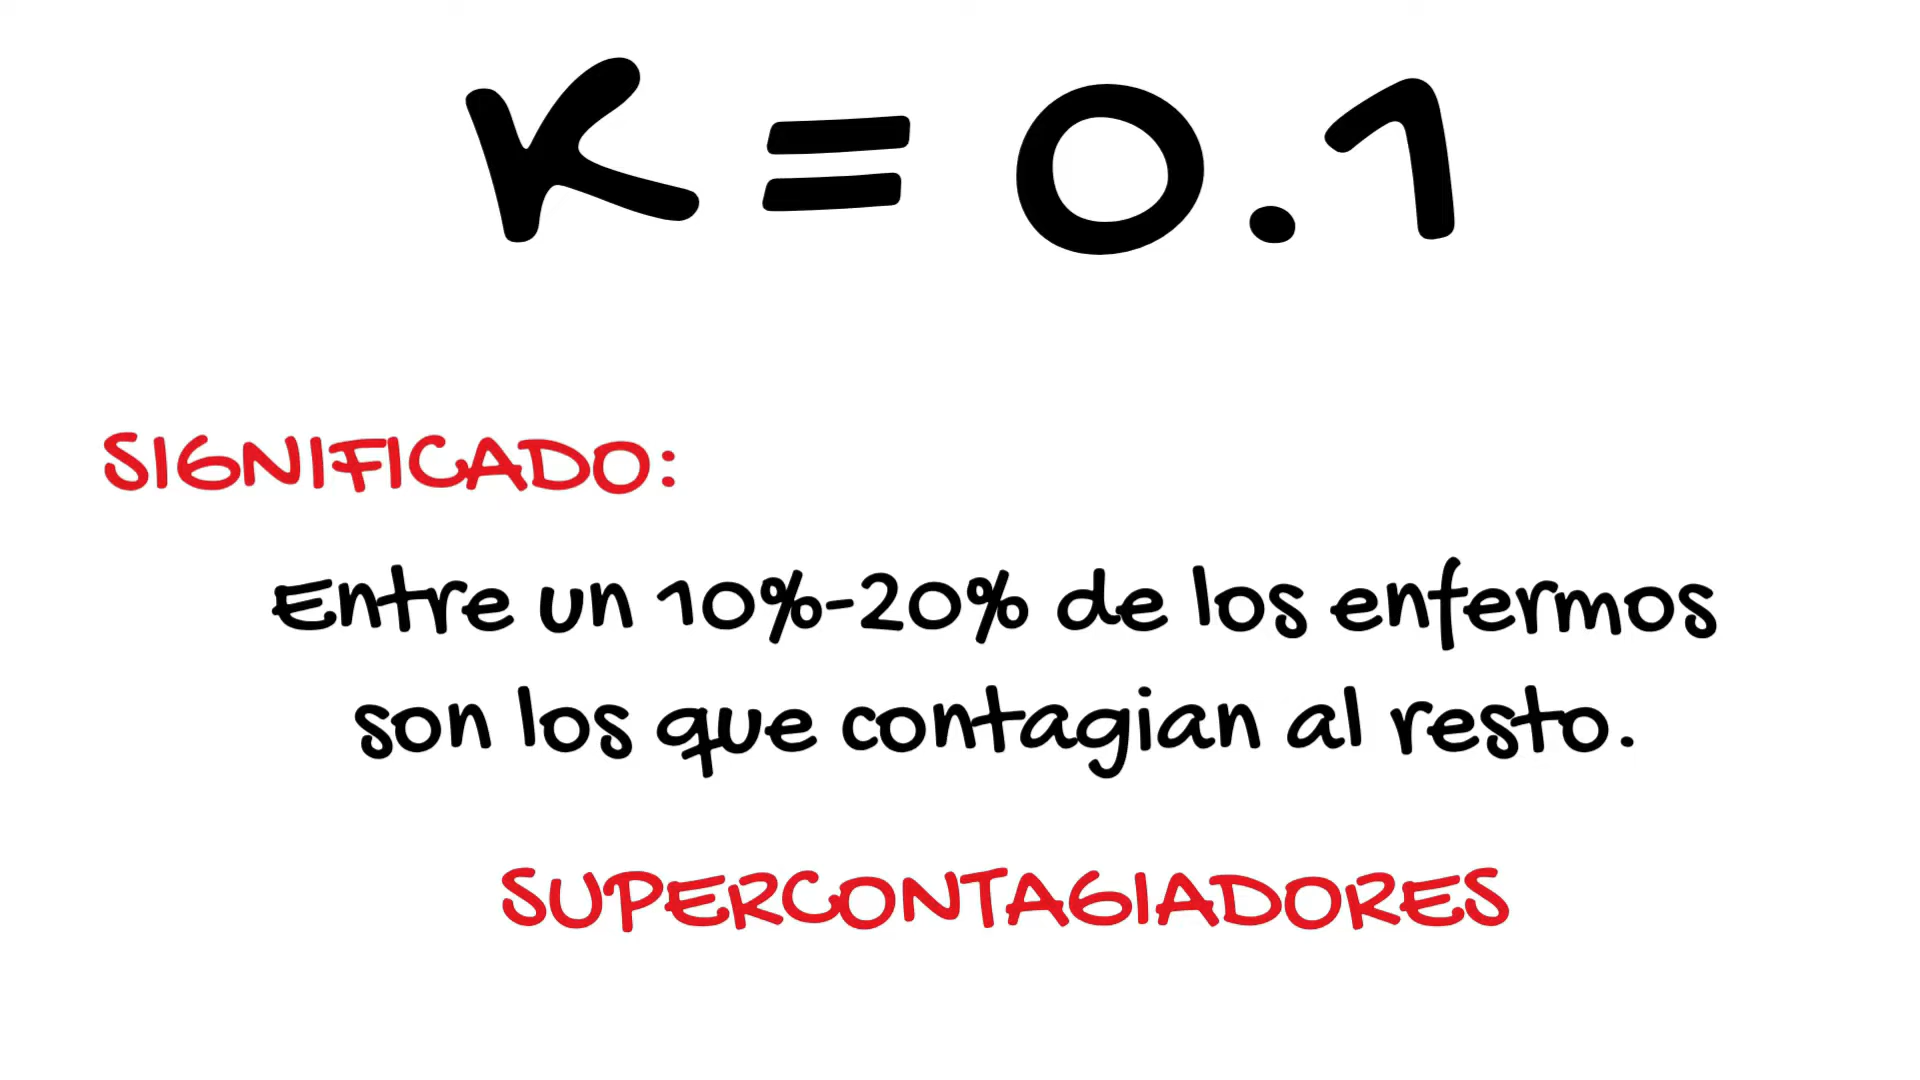 K = 0.1
SIGNIFICADO:
Entre un 10%-20% de los enfermos
son los que contagian al resto.
SUPERCONTAGIADORES